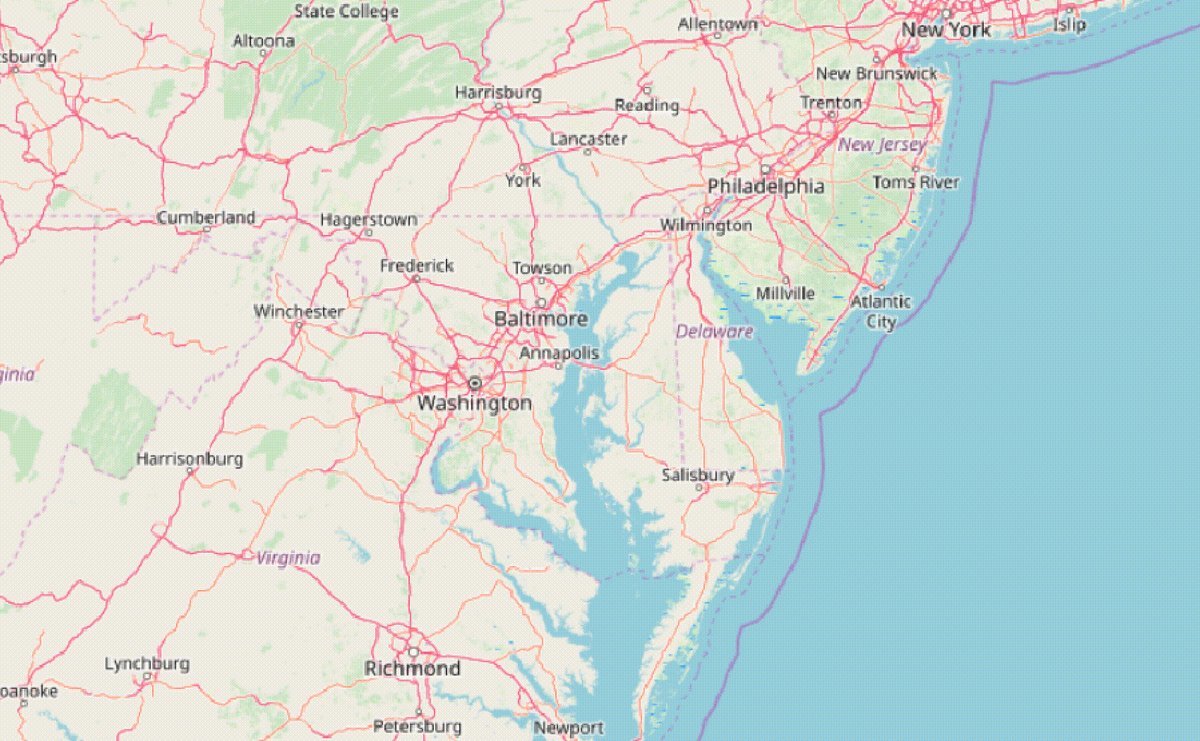 State College
Allentown
New York
Islip
Altoona
sburgh
New Brunswick
Harrisburg
Reading
Trenton
Lancaster
New Jersey
York
Philadelphia
Toms River
Cumberland
Hagerstown
Wilmington
Frederick
Towson
Millville
Atlantic
City
Winchester
Baltimore
Delaware
Annapolis
ginia
Washington
Harrisonburg
Salisbury
Virginia
Lynchburg
Richmond
oanoke
Petersburg
Newport